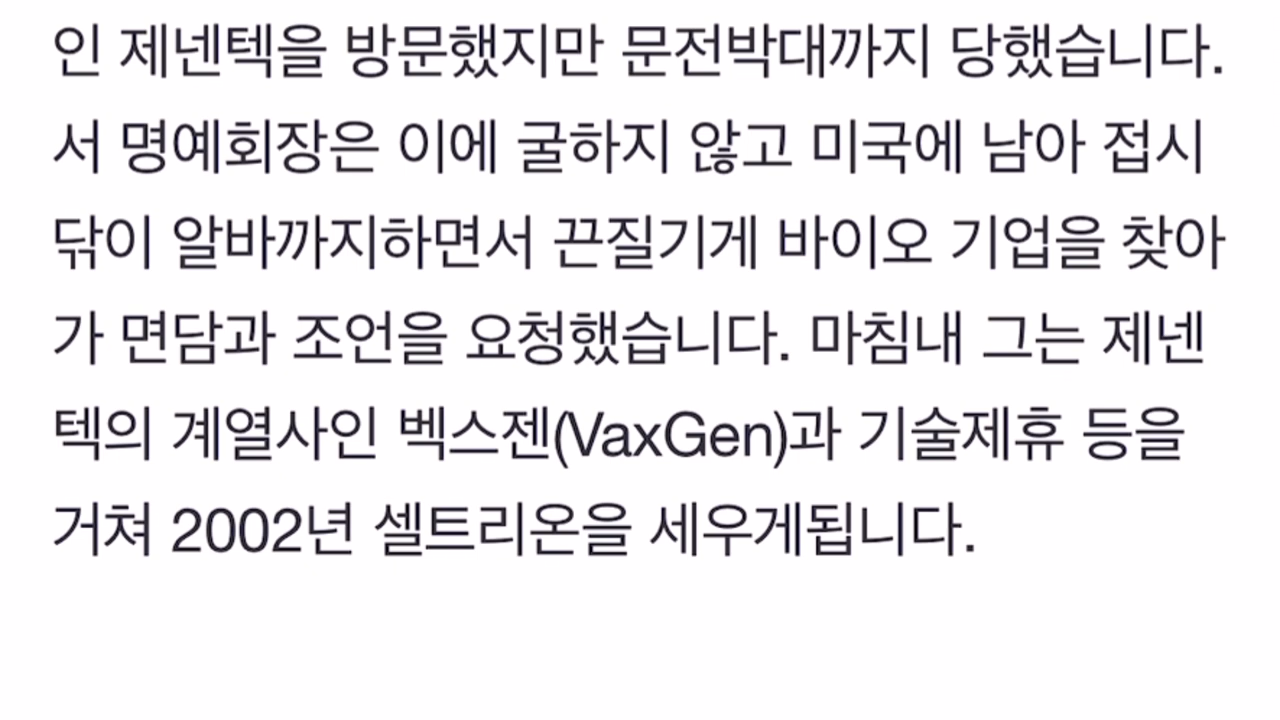 인 제넨텍을 방문했지만 문전박대까지 당했습니다.
서 명예회장은 이에 굴하지 않고 미국에 남아 접시
닦이 알바까지하면서 끈질기게 바이오 기업을 찾아
가 면담과 조언을 요청했습니다. 마침내 그는 제넨
텍의 계열사인 벡스젠(VaxGen)과 기술제휴 등을
거쳐 2002년 셀트리온을 세우게됩니다.